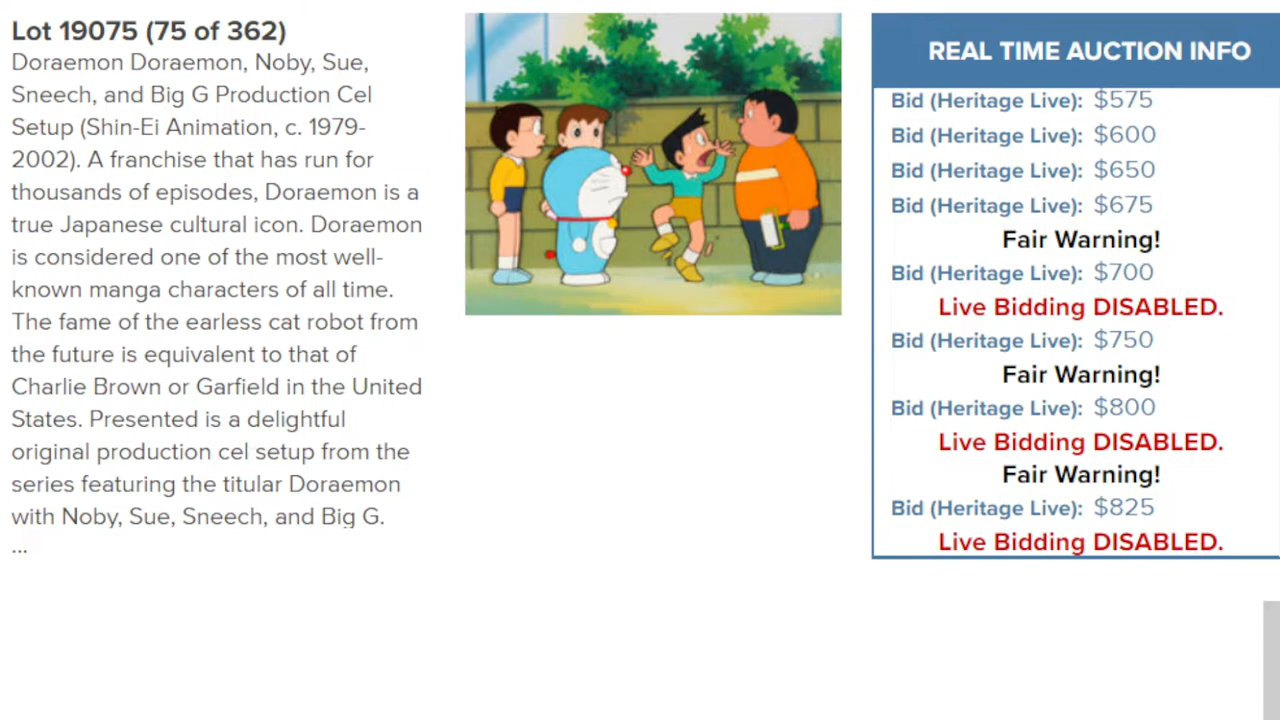 Lot 19075 (75 of 362)
Doraemon Doraemon, Noby, Sue,
Sneech, and Big G Production Cel
Setup (Shin-Ei Animation, c. 1979-
2002). A franchise that has run for
thousands of episodes, Doraemon is a
true Japanese cultural icon. Doraemon
is considered one of the most well-
known manga characters of all time.
The fame of the earless cat robot from
the future is equivalent to that of
Charlie Brown or Garfield in the United
States. Presented is a delightful
original production cel setup from the
series featuring the titular Doraemon
with Noby, Sue, Sneech, and Big G.
...
REAL TIME AUCTION INFO
Bid (Heritage Live): $575
Bid (Heritage Live): $600
Bid (Heritage Live): $650
Bid (Heritage Live): $675
Fair Warning!
Bid (Heritage Live): $700
Live Bidding DISABLED.
Bid (Heritage Live): $750
Fair Warning!
Bid (Heritage Live): $800
Live Bidding DISABLED.
Fair Warning!
Bid (Heritage Live): $825
Live Bidding DISABLED.